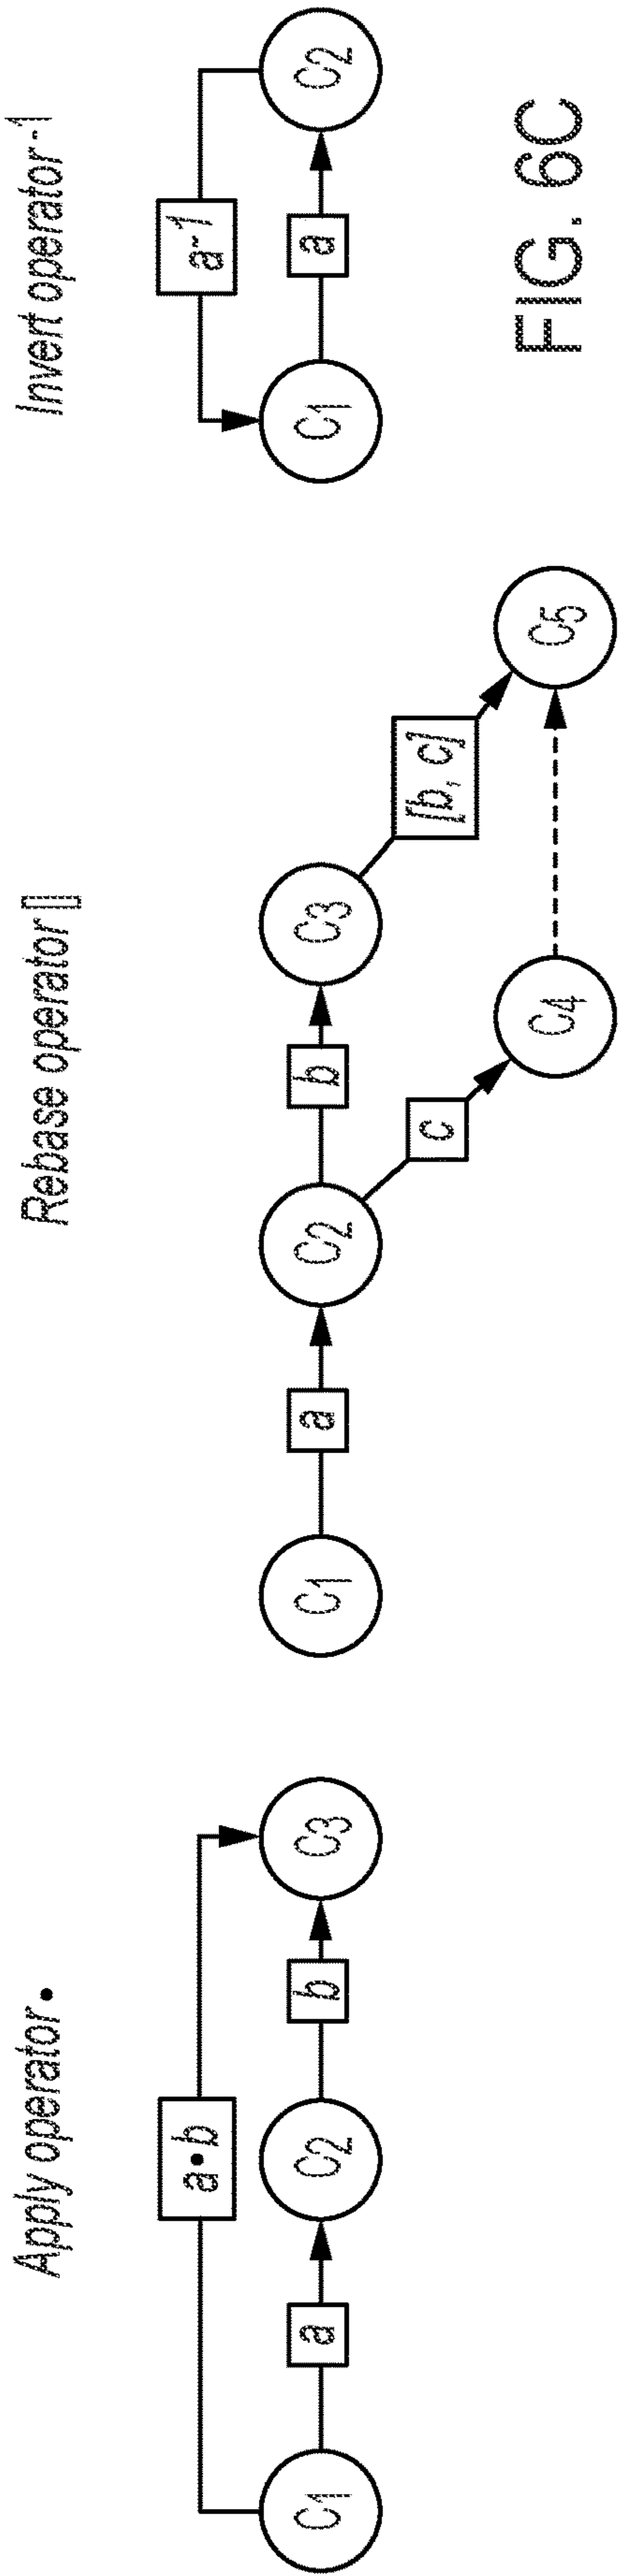 Apply operator •
a•b
C1
a
C2
b
C3
Rebase operator []
C1
a
C2
b
C3
[b, c]
c
C4
C5
Invert operator -1
a-1
C1
a
C2
FIG. 6C